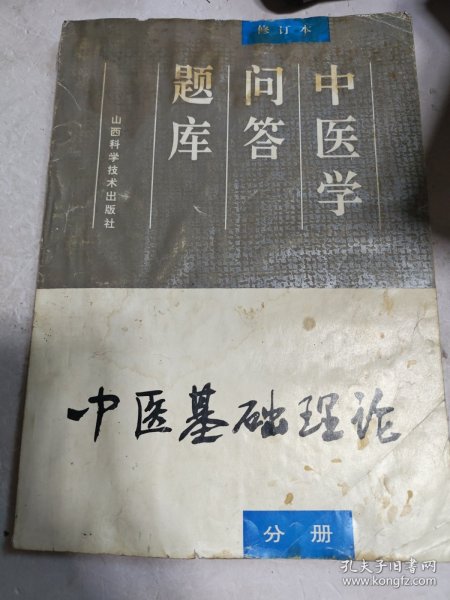 修订本
中医学
问答
题库
山西科学技术出版社
中医基础理论
分册
孔夫子旧书网
www.kongfz.com